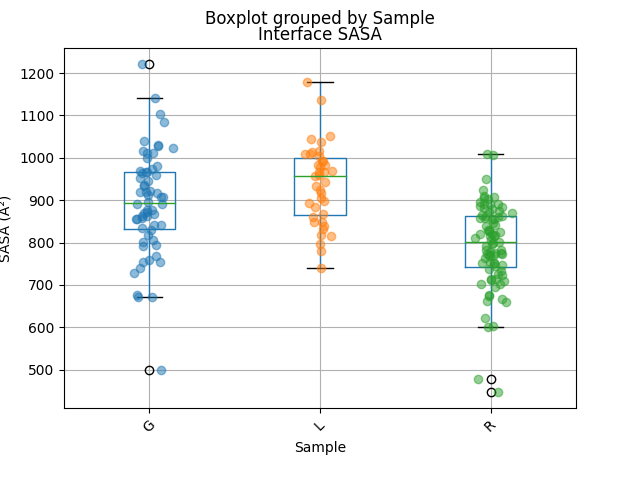 Boxplot grouped by Sample
Interface SASA
SASA (Å²)
1200
1100
1000
900
800
700
600
500
G
L
R
Sample